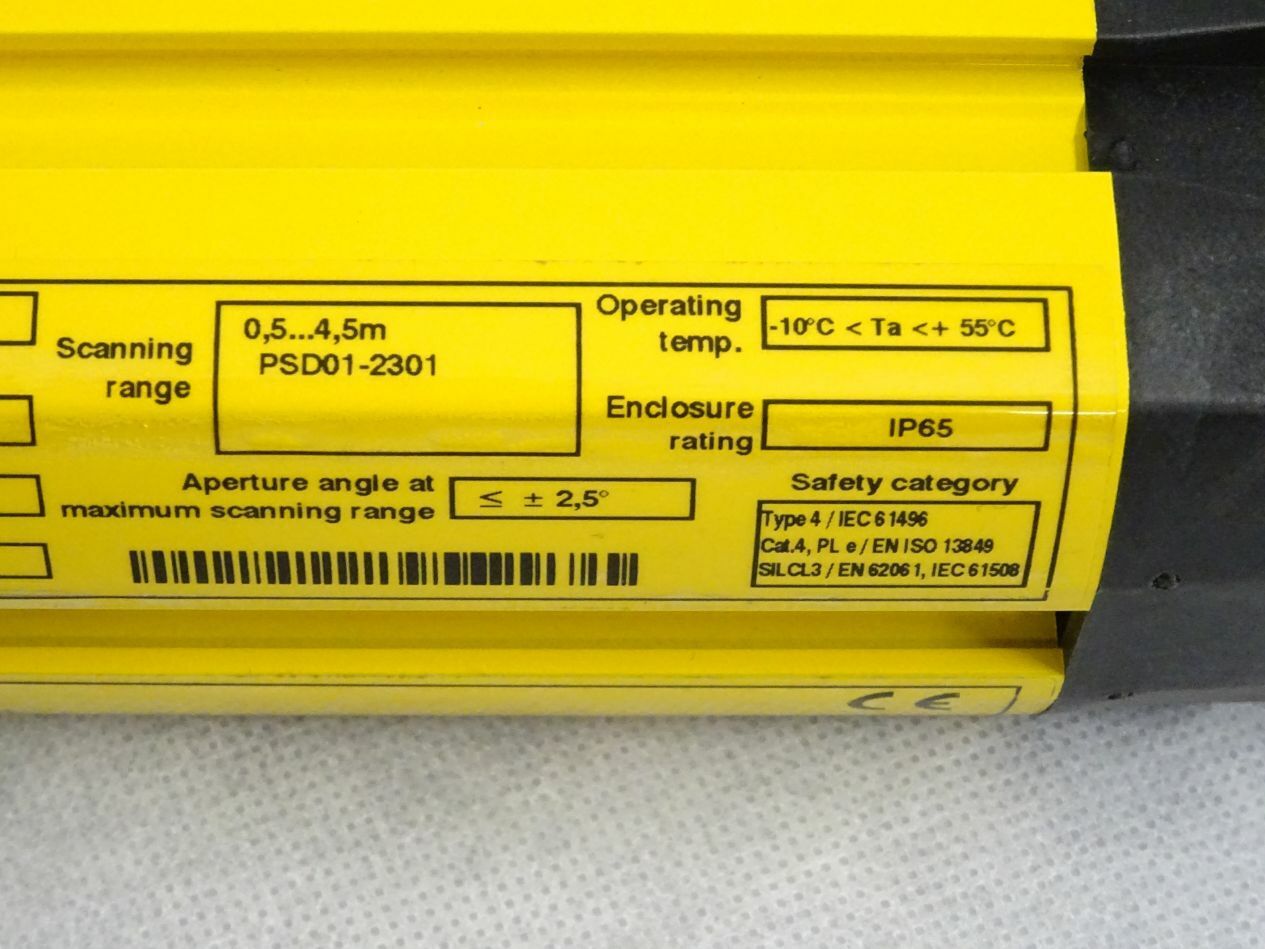 Scanning
range
0,5...4,5m
PSD01-2301
Operating
temp.
-10°C < Ta <+ 55°C
Enclosure
rating
IP65
Aperture angle at
maximum scanning range
≤ ± 2,5°
Safety category
Type 4 / IEC 61496
Cat.4, PL e / EN ISO 13849
SILCL3 / EN 62061, IEC 61508
CE